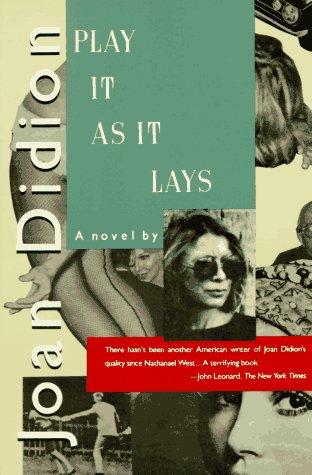 Joan Didion
PLAY
IT
AS IT
LAYS
A novel by
There hasn't been another American writer of Joan Didion's
quality since Nathanael West... A terrifying book.
—John Leonard, The New York Times